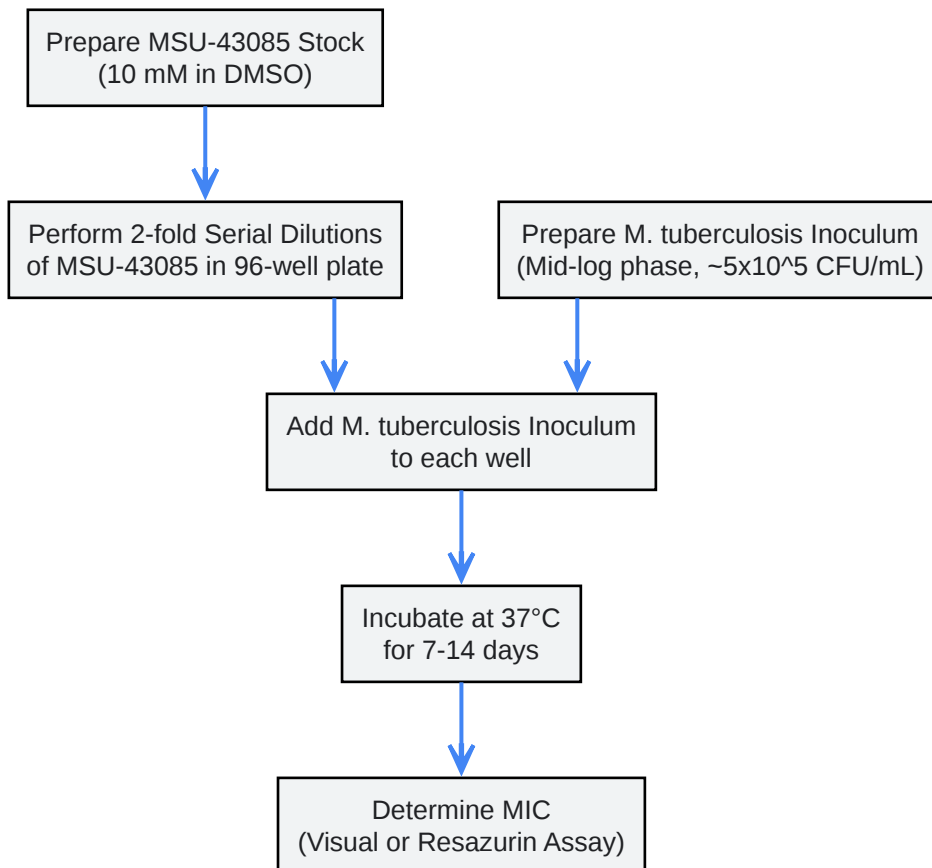 Prepare MSU-43085 Stock
(10 mM in DMSO)
Perform 2-fold Serial Dilutions
of MSU-43085 in 96-well plate
Prepare M. tuberculosis Inoculum
(Mid-log phase, ~5x10^5 CFU/mL)
Add M. tuberculosis Inoculum
to each well
Incubate at 37°C
for 7-14 days
Determine MIC
(Visual or Resazurin Assay)